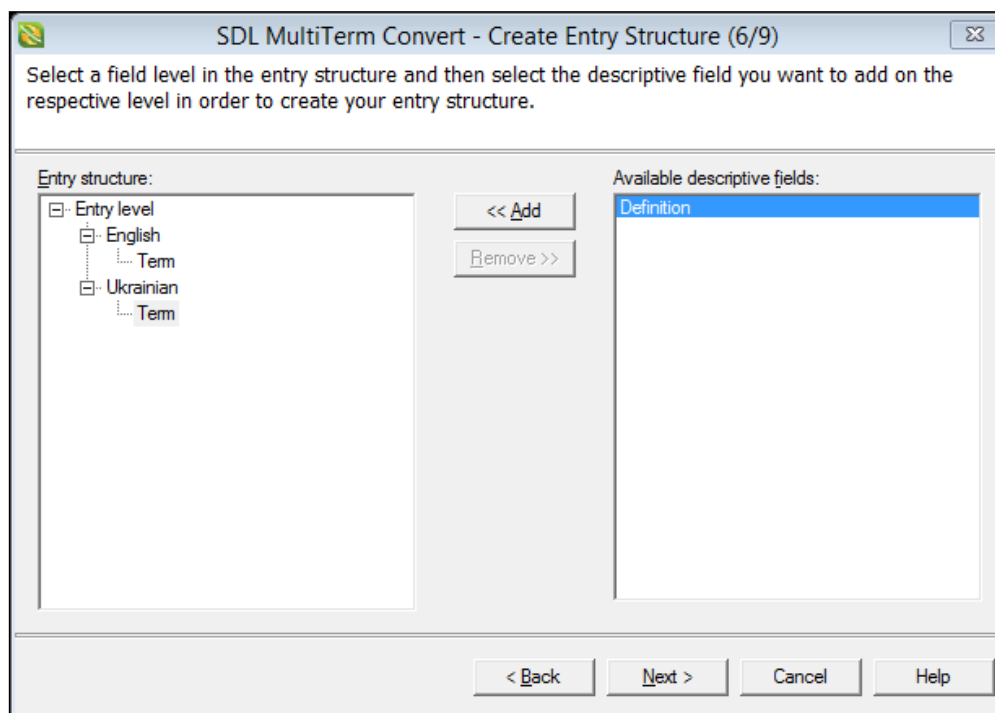 SDL MultiTerm Convert - Create Entry Structure (6/9)
Select a field level in the entry structure and then select the descriptive field you want to add on the
respective level in order to create your entry structure.
Entry structure:
Entry level
English
Term
Ukrainian
Term
<< Add
Remove >>
Available descriptive fields:
Definition
< Back
Next >
Cancel
Help